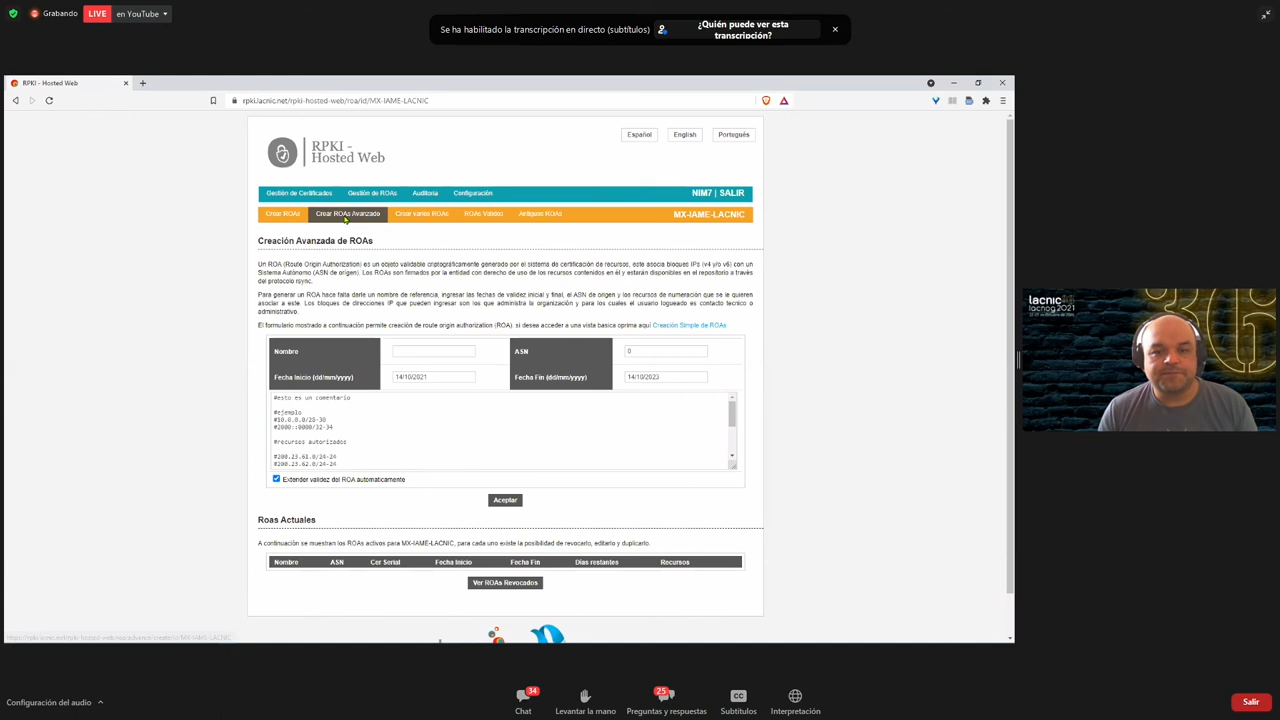 Grabando
LIVE
en YouTube
Se ha habilitado la transcripción en directo (subtítulos)
¿Quién puede ver esta
transcripción?
RPKI - Hosted Web
rpki.lacnic.net/rpki-hosted-web/roa/id/MX-IAME-LACNIC
Español English Português
RPKI -
Hosted Web
Gestión de Certificados Gestión de ROAs Auditoria Configuración NIM7 | SALIR
Crear ROAs Crear ROAs Avanzado Crear varios ROAs ROAs Válidos Antiguos ROAs MX-IAME-LACNIC
Creación Avanzada de ROAs
Un ROA (Route Origin Authorization) es un objeto validable criptográficamente generado por el sistema de certificación de recursos, este asocia bloques IPs (v4 y/o v6) con un
Sistema Autónomo (ASN de origen). Los ROAs son firmados por la entidad con derecho de uso de los recursos contenidos en él y estarán disponibles en el repositorio a través
del protocolo rsync.
Para generar un ROA hace falta darle un nombre de referencia, ingresar las fechas de validez inicial y final, el ASN de origen y los recursos de numeración que se le quieren
asociar a este. Los bloques de direcciones IP que pueden ingresar son los que administra la organización y para los cuales el usuario logueado es contacto tecnico o
administrativo.
El formulario mostrado a continuación permite creación de route origin authorization (ROA), si desea acceder a una vista basica oprima aquí Creación Simple de ROAs
Nombre ASN 0
Fecha Inicio (dd/mm/yyyy) 14/10/2021 Fecha Fin (dd/mm/yyyy) 14/10/2023
#esto es un comentario
#ejemplo
#10.0.0.0/20-30
#2000::0000/32-34
#recursos autorizados
#200.23.61.0/24-24
#200.23.62.0/24-24
Extender validez del ROA automaticamente
Aceptar
Roas Actuales
A continuación se muestran los ROAs activos para MX-IAME-LACNIC, para cada uno existe la posibilidad de revocarlo, editarlo y duplicarlo.
Nombre ASN Cer Serial Fecha Inicio Fecha Fin Días restantes Recursos
Ver ROAs Revocados
lacnic 36
lacnog 2021
Configuración del audio
34
Chat
Levantar la mano
25
Preguntas y respuestas
CC
Subtítulos
Interpretación
Salir